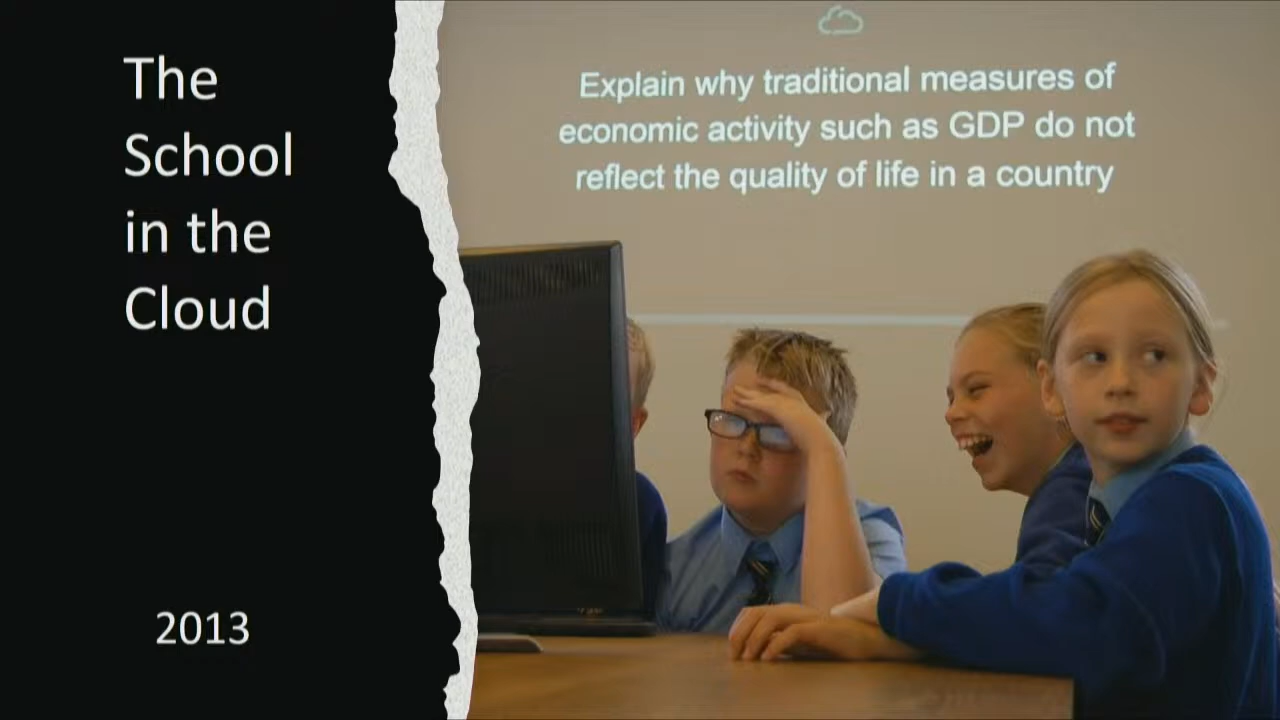 The
School
in the
Cloud
2013
Explain why traditional measures of
economic activity such as GDP do not
reflect the quality of life in a country